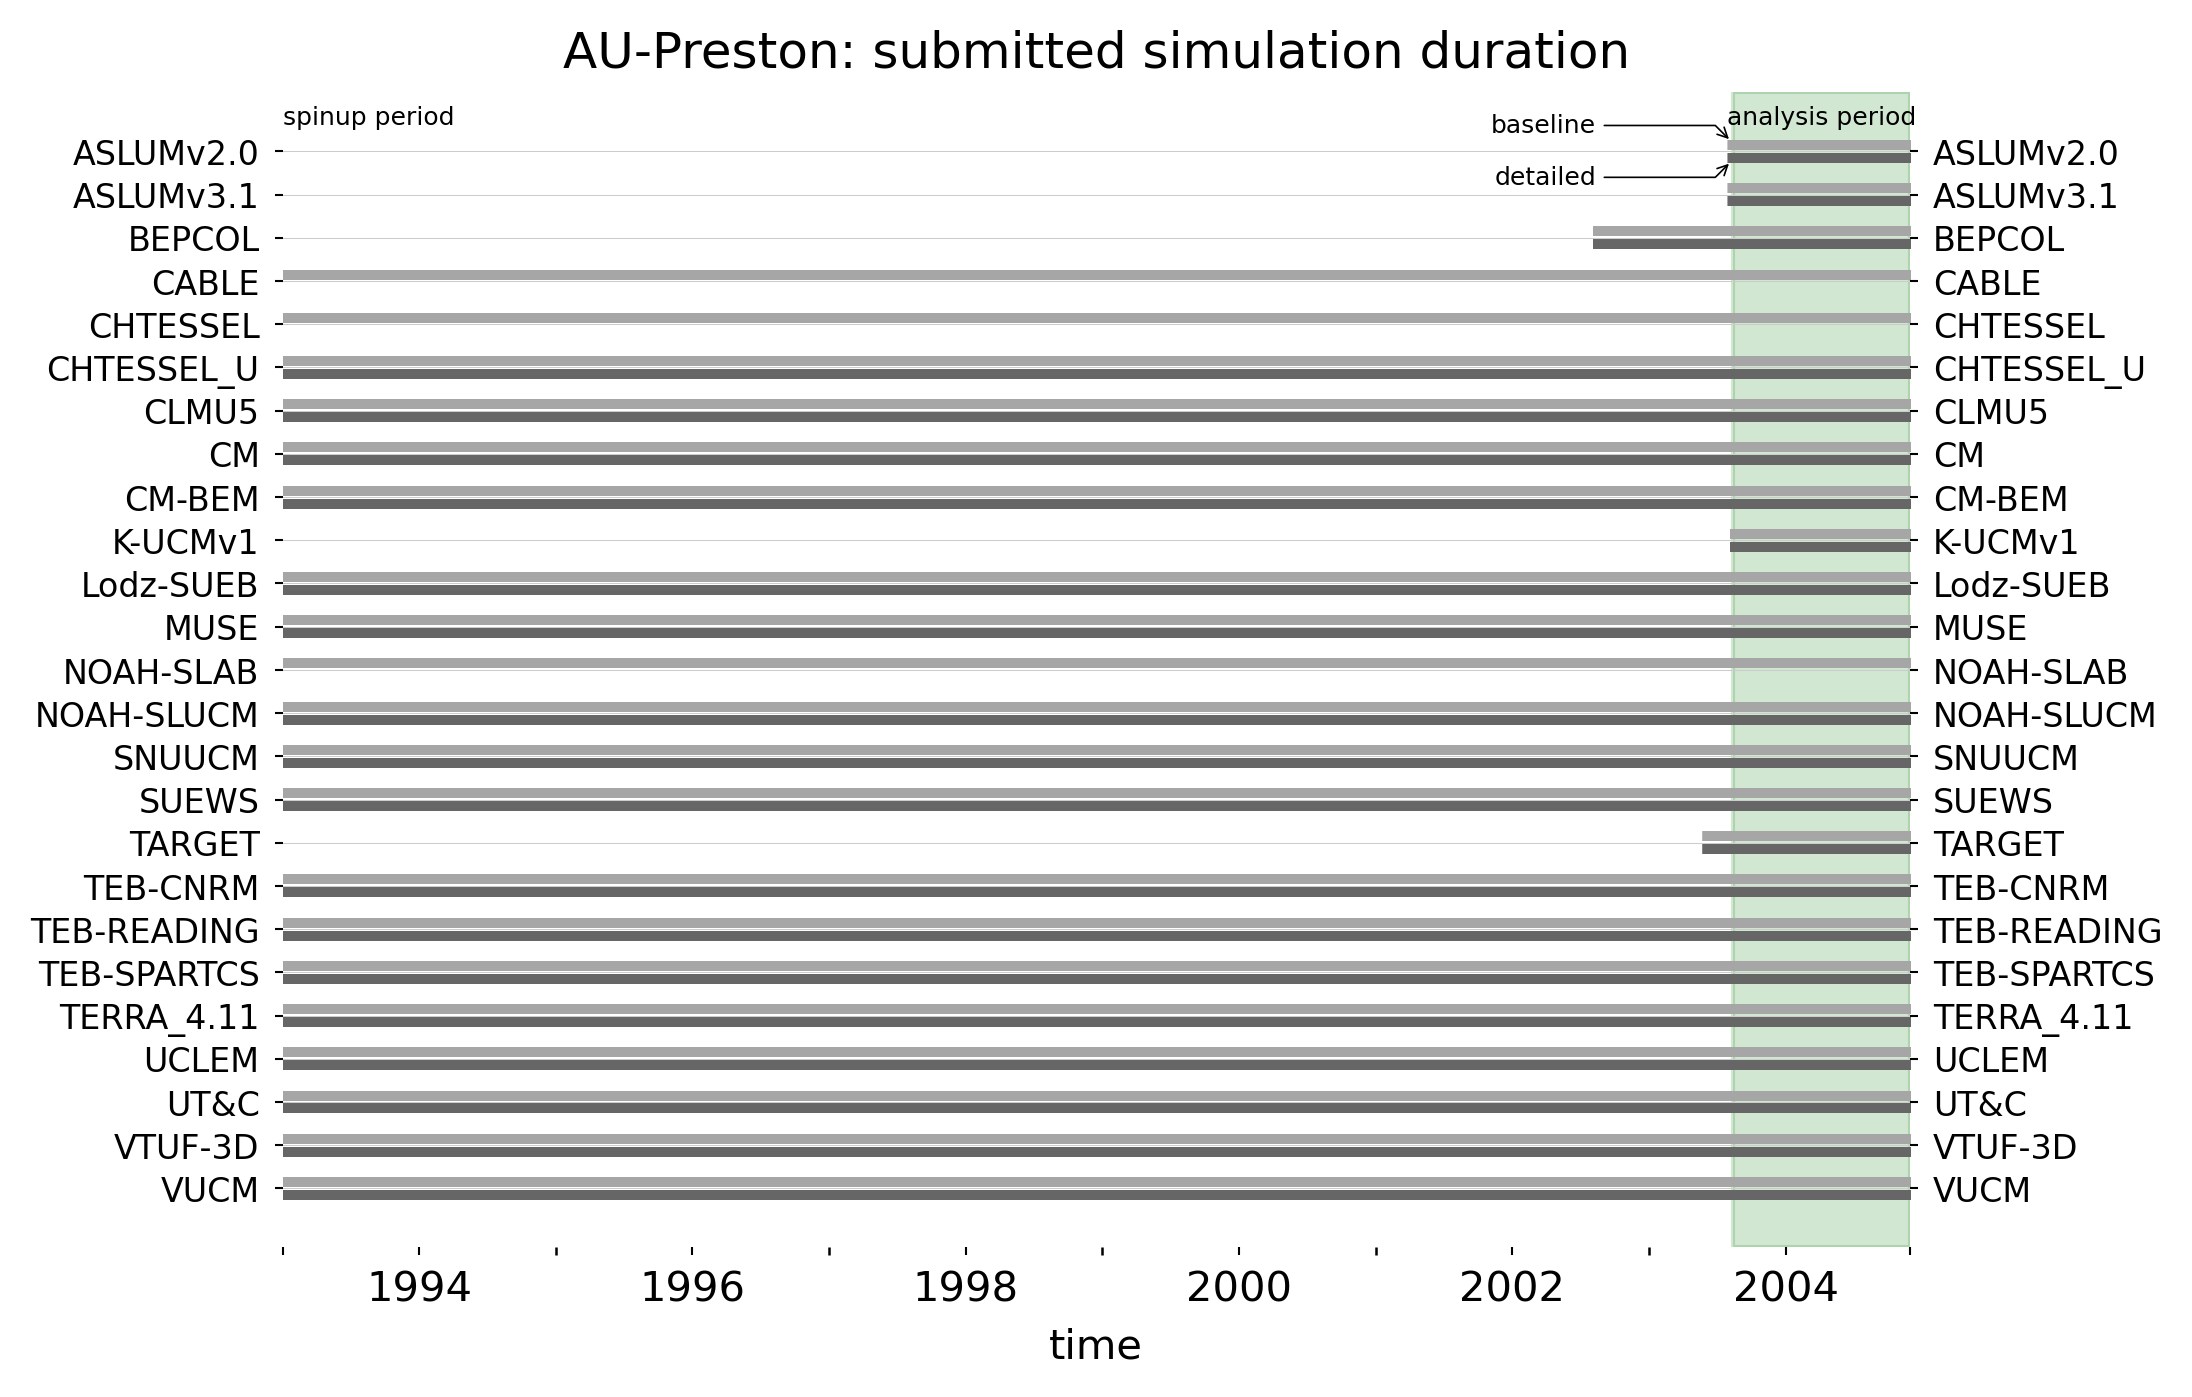 AU-Preston: submitted simulation duration
spinup period
baseline
analysis period
detailed
ASLUMv2.0 ASLUMv2.0
ASLUMv3.1 ASLUMv3.1
BEPCOL BEPCOL
CABLE CABLE
CHTESSEL CHTESSEL
CHTESSEL_U CHTESSEL_U
CLMU5 CLMU5
CM CM
CM-BEM CM-BEM
K-UCMv1 K-UCMv1
Lodz-SUEB Lodz-SUEB
MUSE MUSE
NOAH-SLAB NOAH-SLAB
NOAH-SLUCM NOAH-SLUCM
SNUUCM SNUUCM
SUEWS SUEWS
TARGET TARGET
TEB-CNRM TEB-CNRM
TEB-READING TEB-READING
TEB-SPARTCS TEB-SPARTCS
TERRA_4.11 TERRA_4.11
UCLEM UCLEM
UT&C UT&C
VTUF-3D VTUF-3D
VUCM VUCM
1994 1996 1998 2000 2002 2004
time